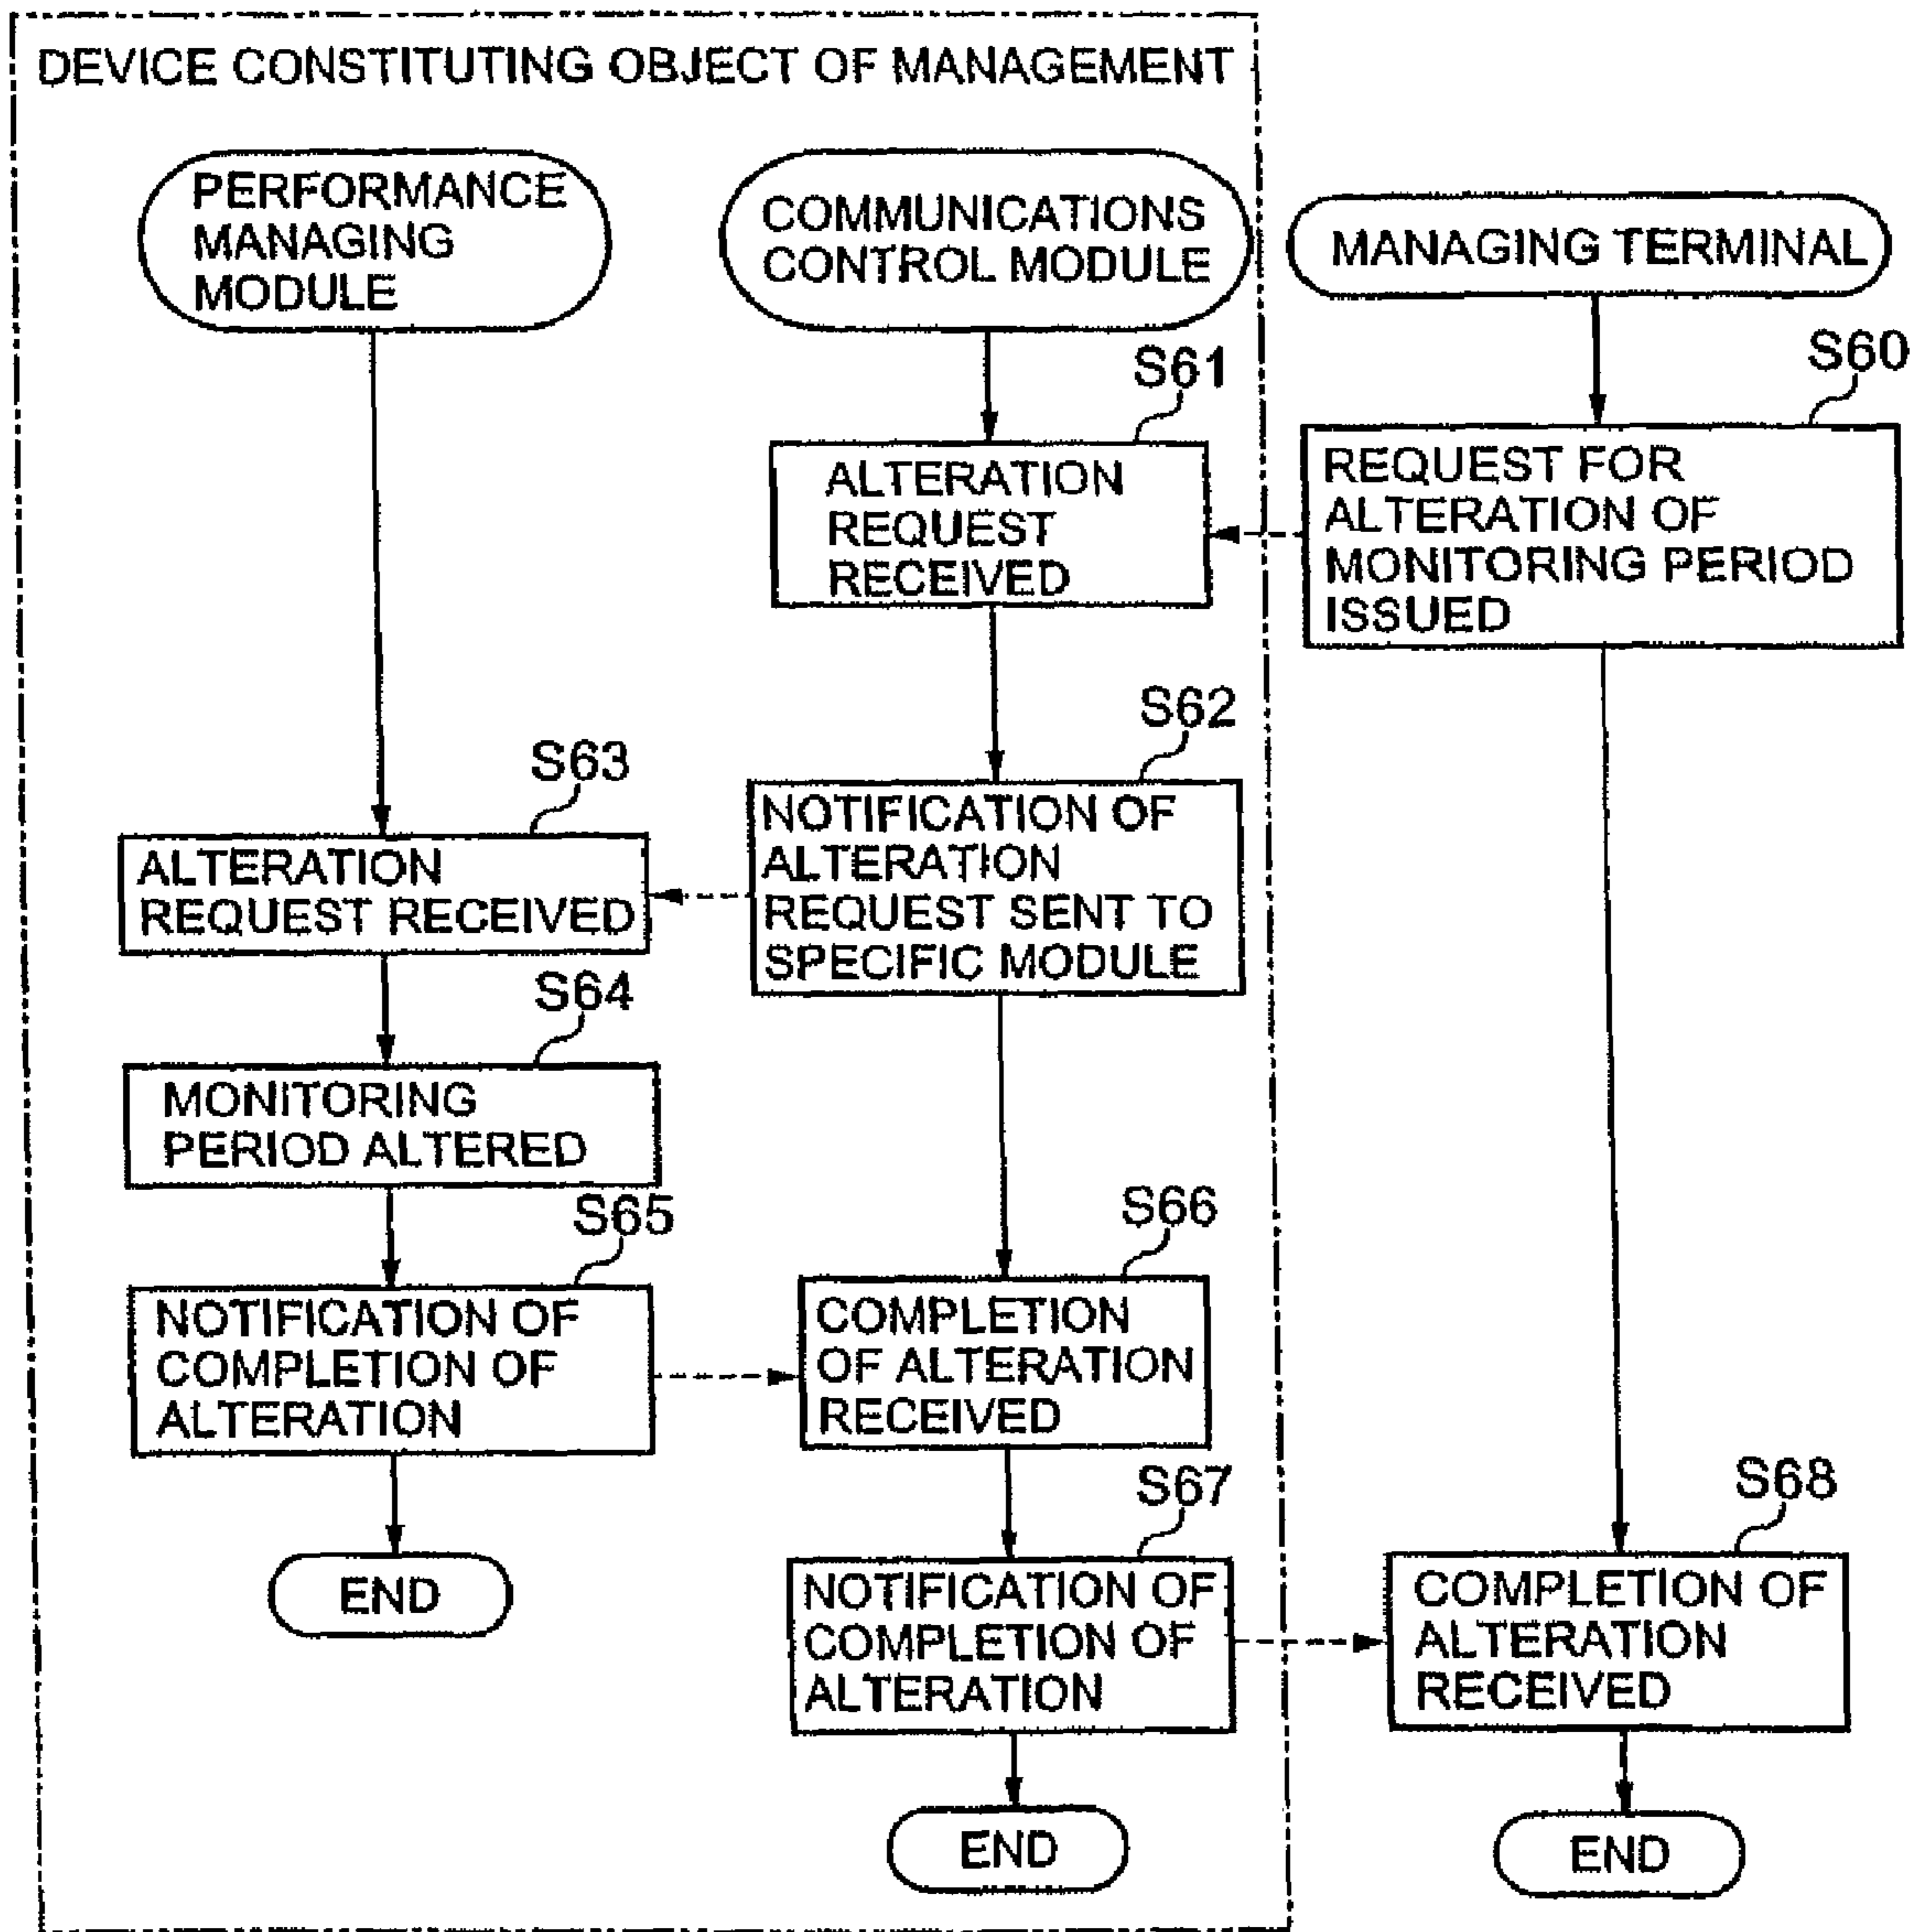 DEVICE CONSTITUTING OBJECT OF MANAGEMENT
PERFORMANCE
MANAGING
MODULE
COMMUNICATIONS
CONTROL MODULE
MANAGING TERMINAL
S60
REQUEST FOR
ALTERATION OF
MONITORING PERIOD
ISSUED
S61
ALTERATION
REQUEST
RECEIVED
S62
NOTIFICATION OF
ALTERATION
REQUEST SENT TO
SPECIFIC MODULE
S63
ALTERATION
REQUEST RECEIVED
S64
MONITORING
PERIOD ALTERED
S65
NOTIFICATION OF
COMPLETION OF
ALTERATION
END
S66
COMPLETION
OF ALTERATION
RECEIVED
S67
NOTIFICATION OF
COMPLETION OF
ALTERATION
END
S68
COMPLETION OF
ALTERATION
RECEIVED
END